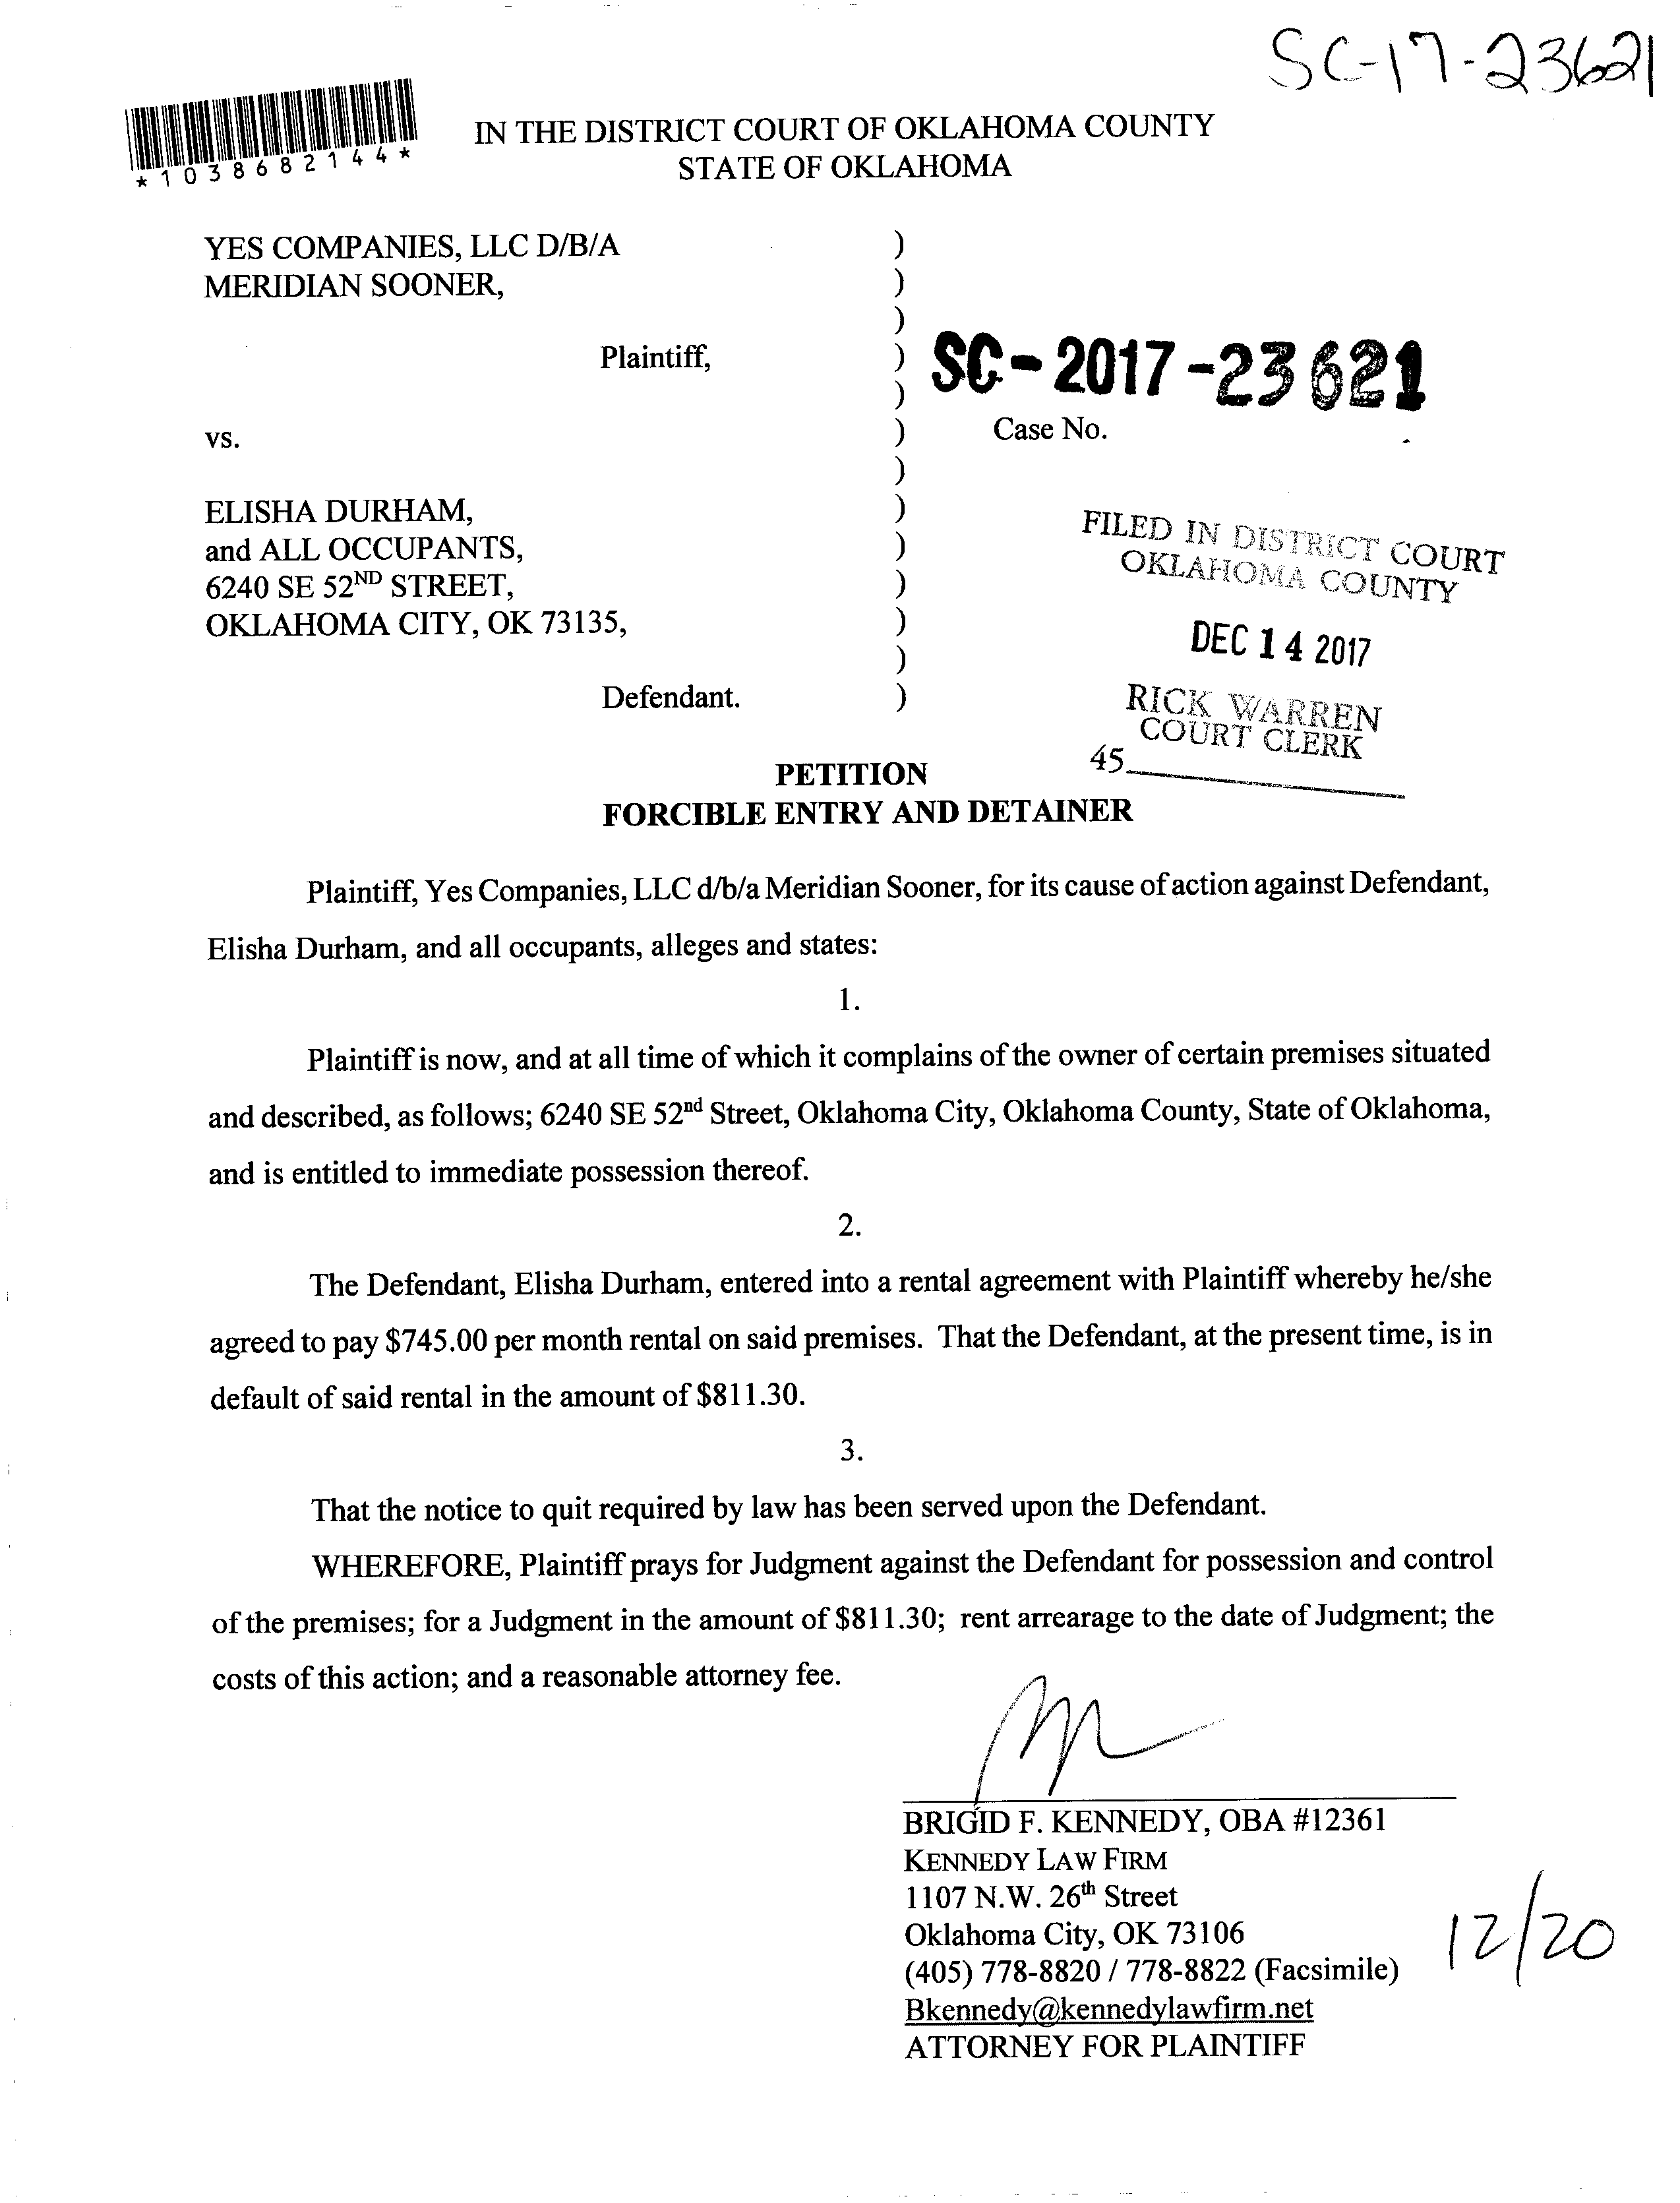 SC-17-23621
*1038682144*
IN THE DISTRICT COURT OF OKLAHOMA COUNTY
STATE OF OKLAHOMA
YES COMPANIES, LLC D/B/A )
MERIDIAN SOONER, )
)
Plaintiff, ) SC-2017-23621
)
vs. ) Case No.
)
ELISHA DURHAM, )
and ALL OCCUPANTS, )
6240 SE 52ND STREET, )
OKLAHOMA CITY, OK 73135, )
)
Defendant. )
FILED IN DISTRICT COURT
OKLAHOMA COUNTY
DEC 14 2017
RICK WARREN
COURT CLERK
45
PETITION
FORCIBLE ENTRY AND DETAINER
Plaintiff, Yes Companies, LLC d/b/a Meridian Sooner, for its cause of action against Defendant,
Elisha Durham, and all occupants, alleges and states:
1.
Plaintiff is now, and at all time of which it complains of the owner of certain premises situated
and described, as follows; 6240 SE 52nd Street, Oklahoma City, Oklahoma County, State of Oklahoma,
and is entitled to immediate possession thereof.
2.
The Defendant, Elisha Durham, entered into a rental agreement with Plaintiff whereby he/she
agreed to pay $745.00 per month rental on said premises. That the Defendant, at the present time, is in
default of said rental in the amount of $811.30.
3.
That the notice to quit required by law has been served upon the Defendant.
WHEREFORE, Plaintiff prays for Judgment against the Defendant for possession and control
of the premises; for a Judgment in the amount of $811.30; rent arrearage to the date of Judgment; the
costs of this action; and a reasonable attorney fee.
BRIGID F. KENNEDY, OBA #12361
KENNEDY LAW FIRM
1107 N.W. 26th Street
Oklahoma City, OK 73106
(405) 778-8820 / 778-8822 (Facsimile)
Bkennedy@kennedylawfirm.net
ATTORNEY FOR PLAINTIFF
12/20